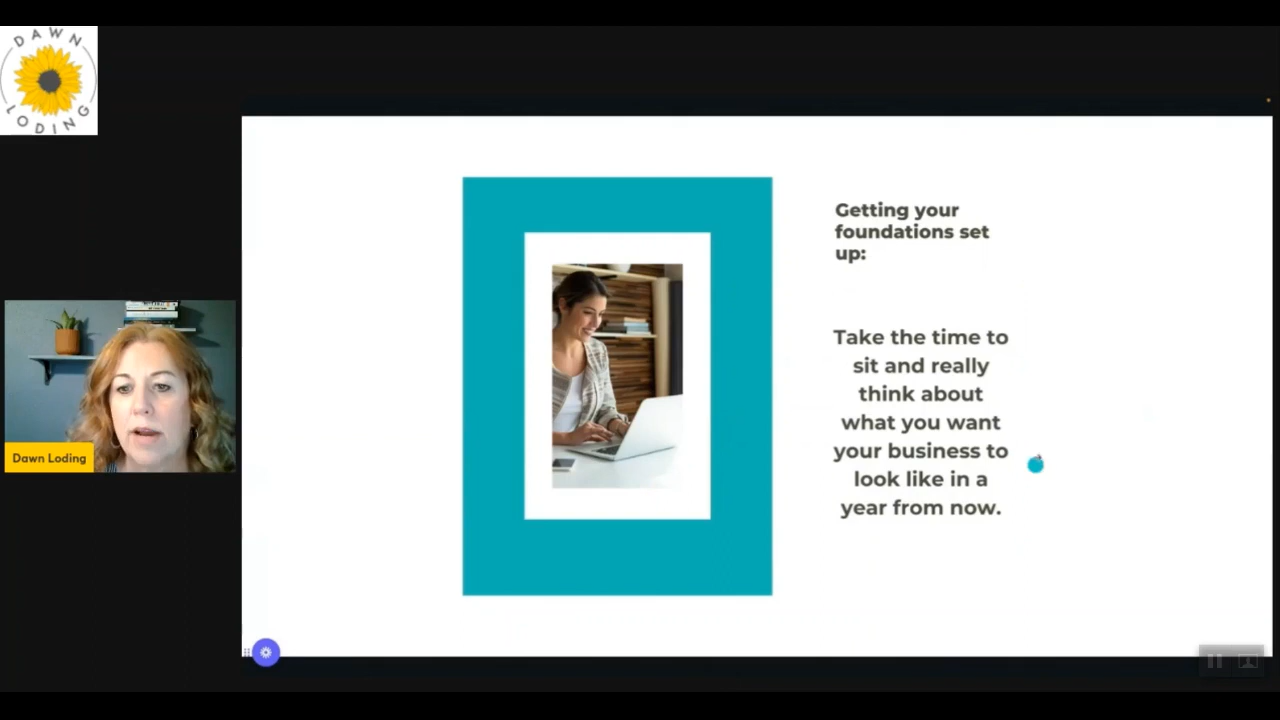 DAWN
LODING
Getting your
foundations set
up:
Take the time to
sit and really
think about
what you want
your business to
look like in a
year from now.
Dawn Loding